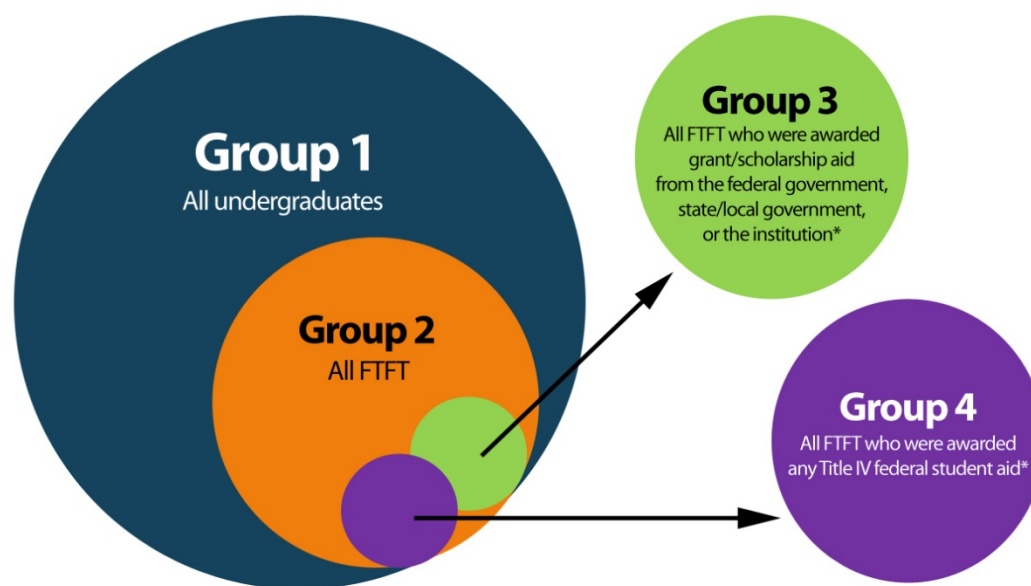 Group 1
All undergraduates
Group 2
All FTFT
Group 3
All FTFT who were awarded
grant/scholarship aid
from the federal government,
state/local government,
or the institution*
Group 4
All FTFT who were awarded
any Title IV federal student aid*